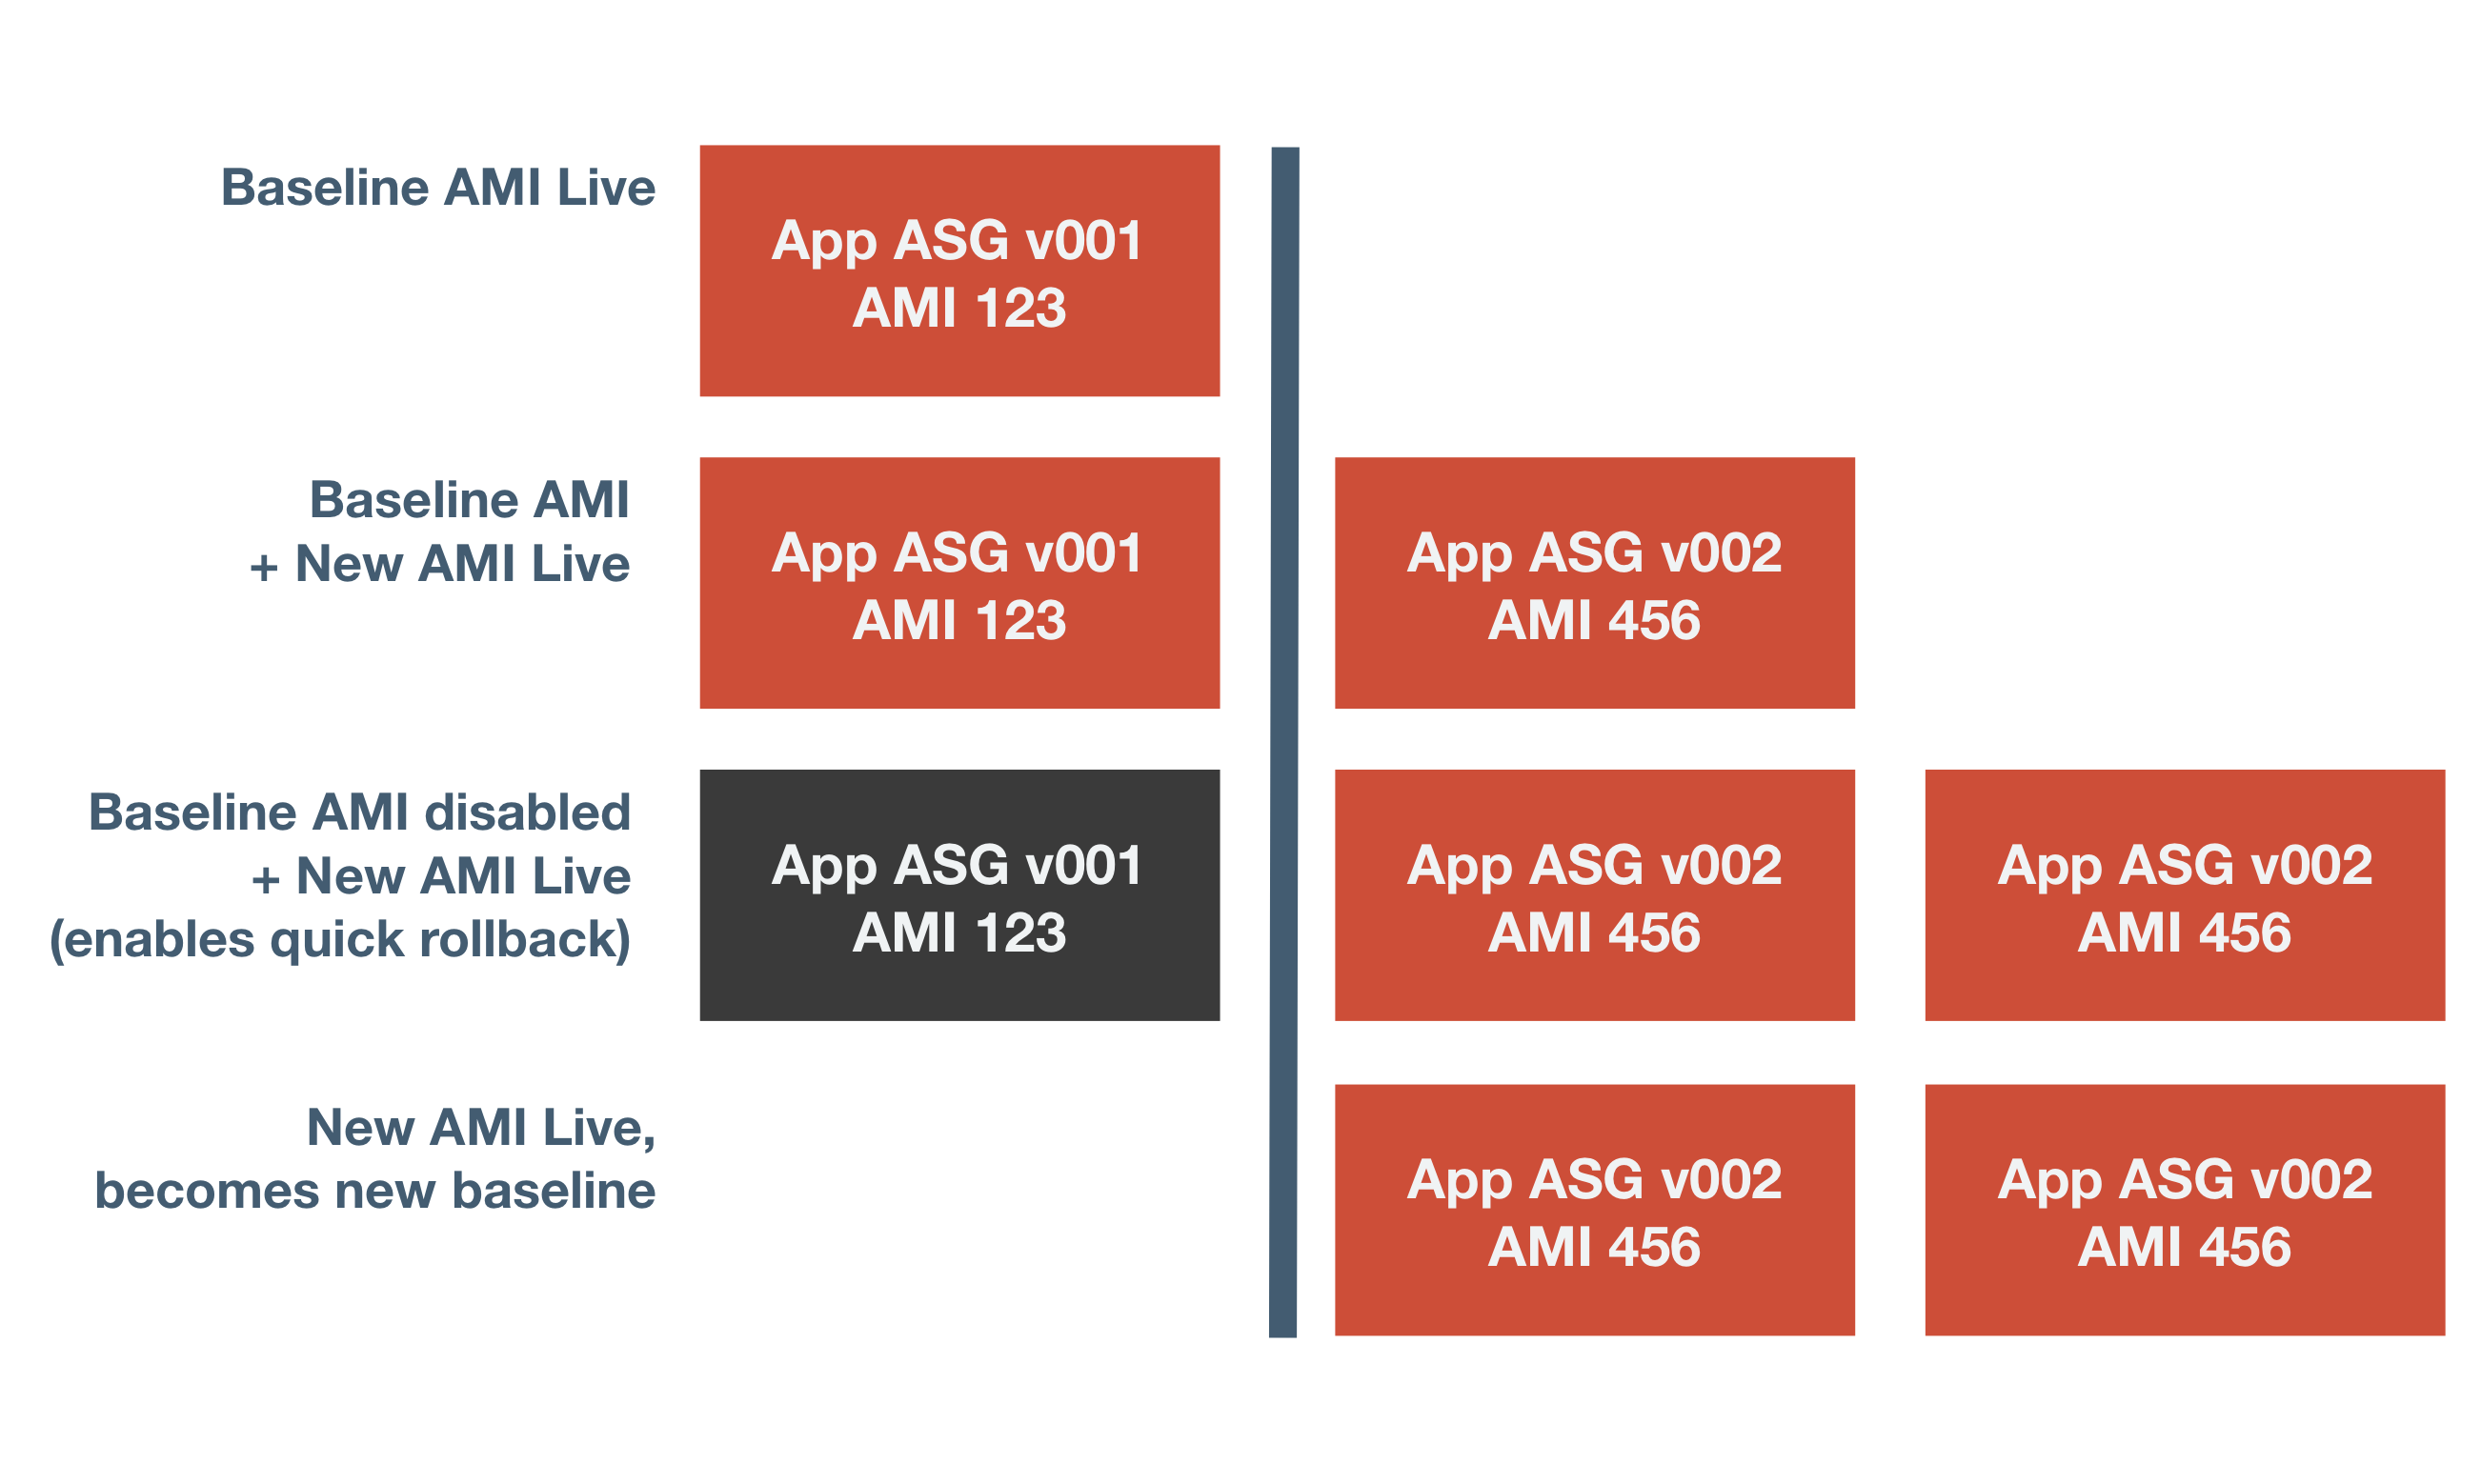 Baseline AMI Live
App ASG v001
AMI 123
Baseline AMI
+ New AMI Live
App ASG v001
AMI 123
App ASG v002
AMI 456
Baseline AMI disabled
+ New AMI Live
(enables quick rollback)
App ASG v001
AMI 123
App ASG v002
AMI 456
App ASG v002
AMI 456
New AMI Live,
becomes new baseline
App ASG v002
AMI 456
App ASG v002
AMI 456